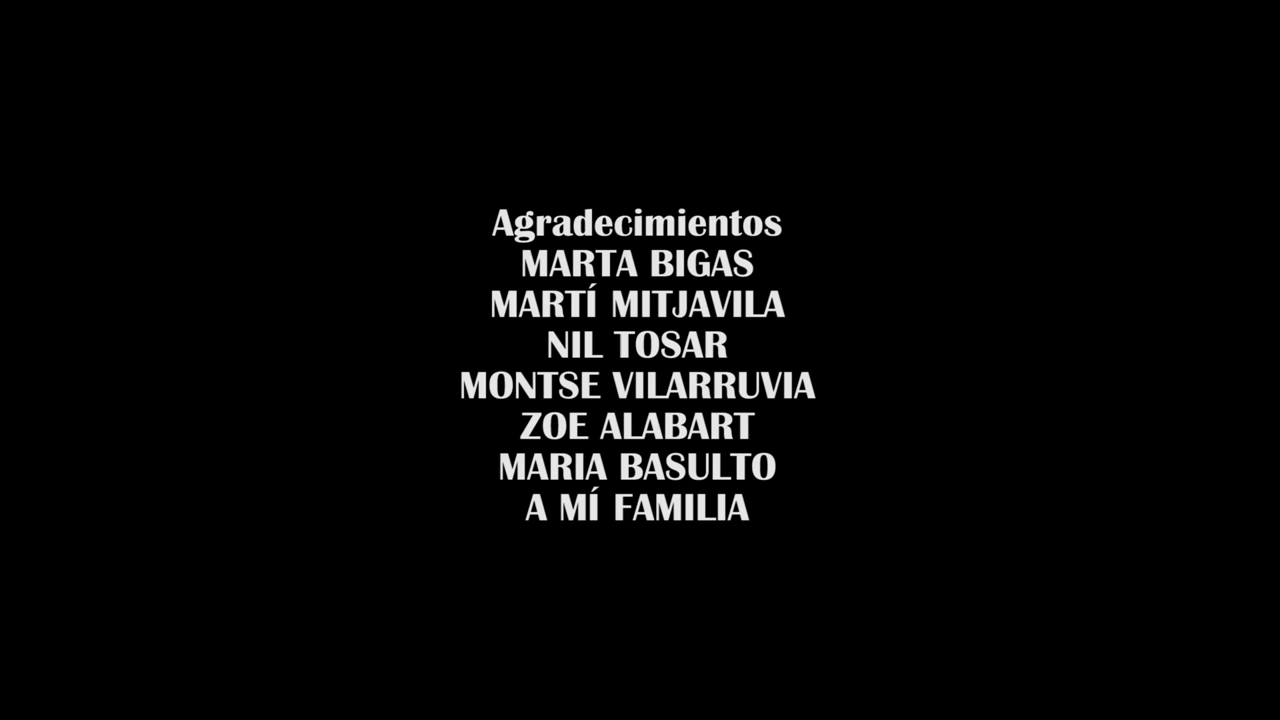 Agradecimientos
MARTA BIGAS
MARTÍ MITJAVILA
NIL TOSAR
MONTSE VILARRUVIA
ZOE ALABART
MARIA BASULTO
A MÍ FAMILIA